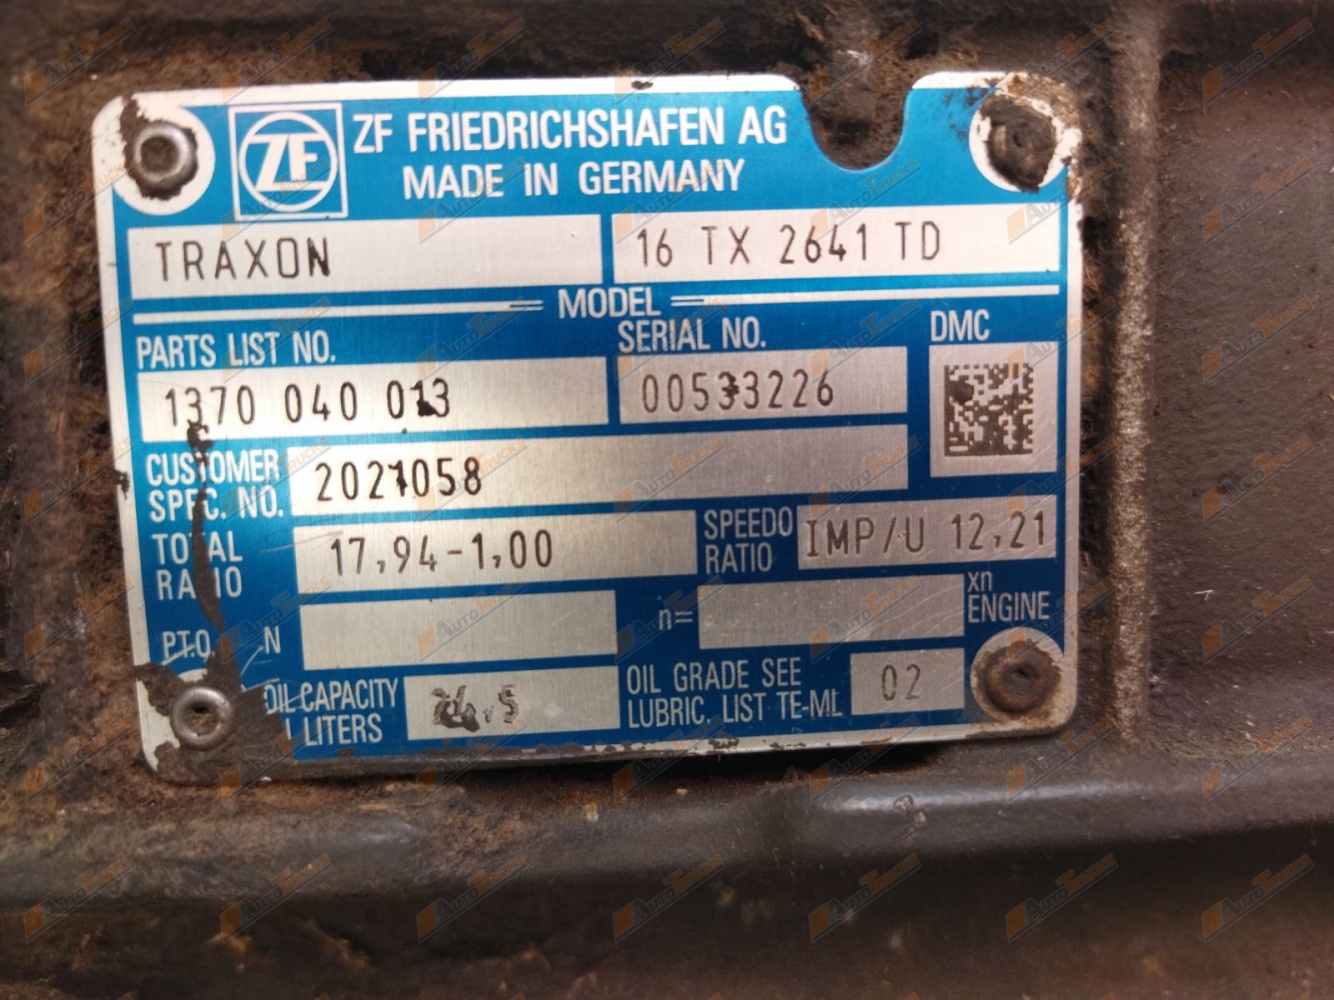 ZF
ZF FRIEDRICHSHAFEN AG
MADE IN GERMANY
TRAXON 16 TX 2641 TD
MODEL
PARTS LIST NO. SERIAL NO. DMC
1370 040 013 00533226
CUSTOMER SPEC. NO. 2021058
TOTAL RATIO 17,94-1,00 SPEEDO RATIO IMP/U 12,21
P.T.O. N n= xn ENGINE
OIL CAPACITY LITERS OIL GRADE SEE LUBRIC. LIST TE-ML 02
AUTOTRUCKS